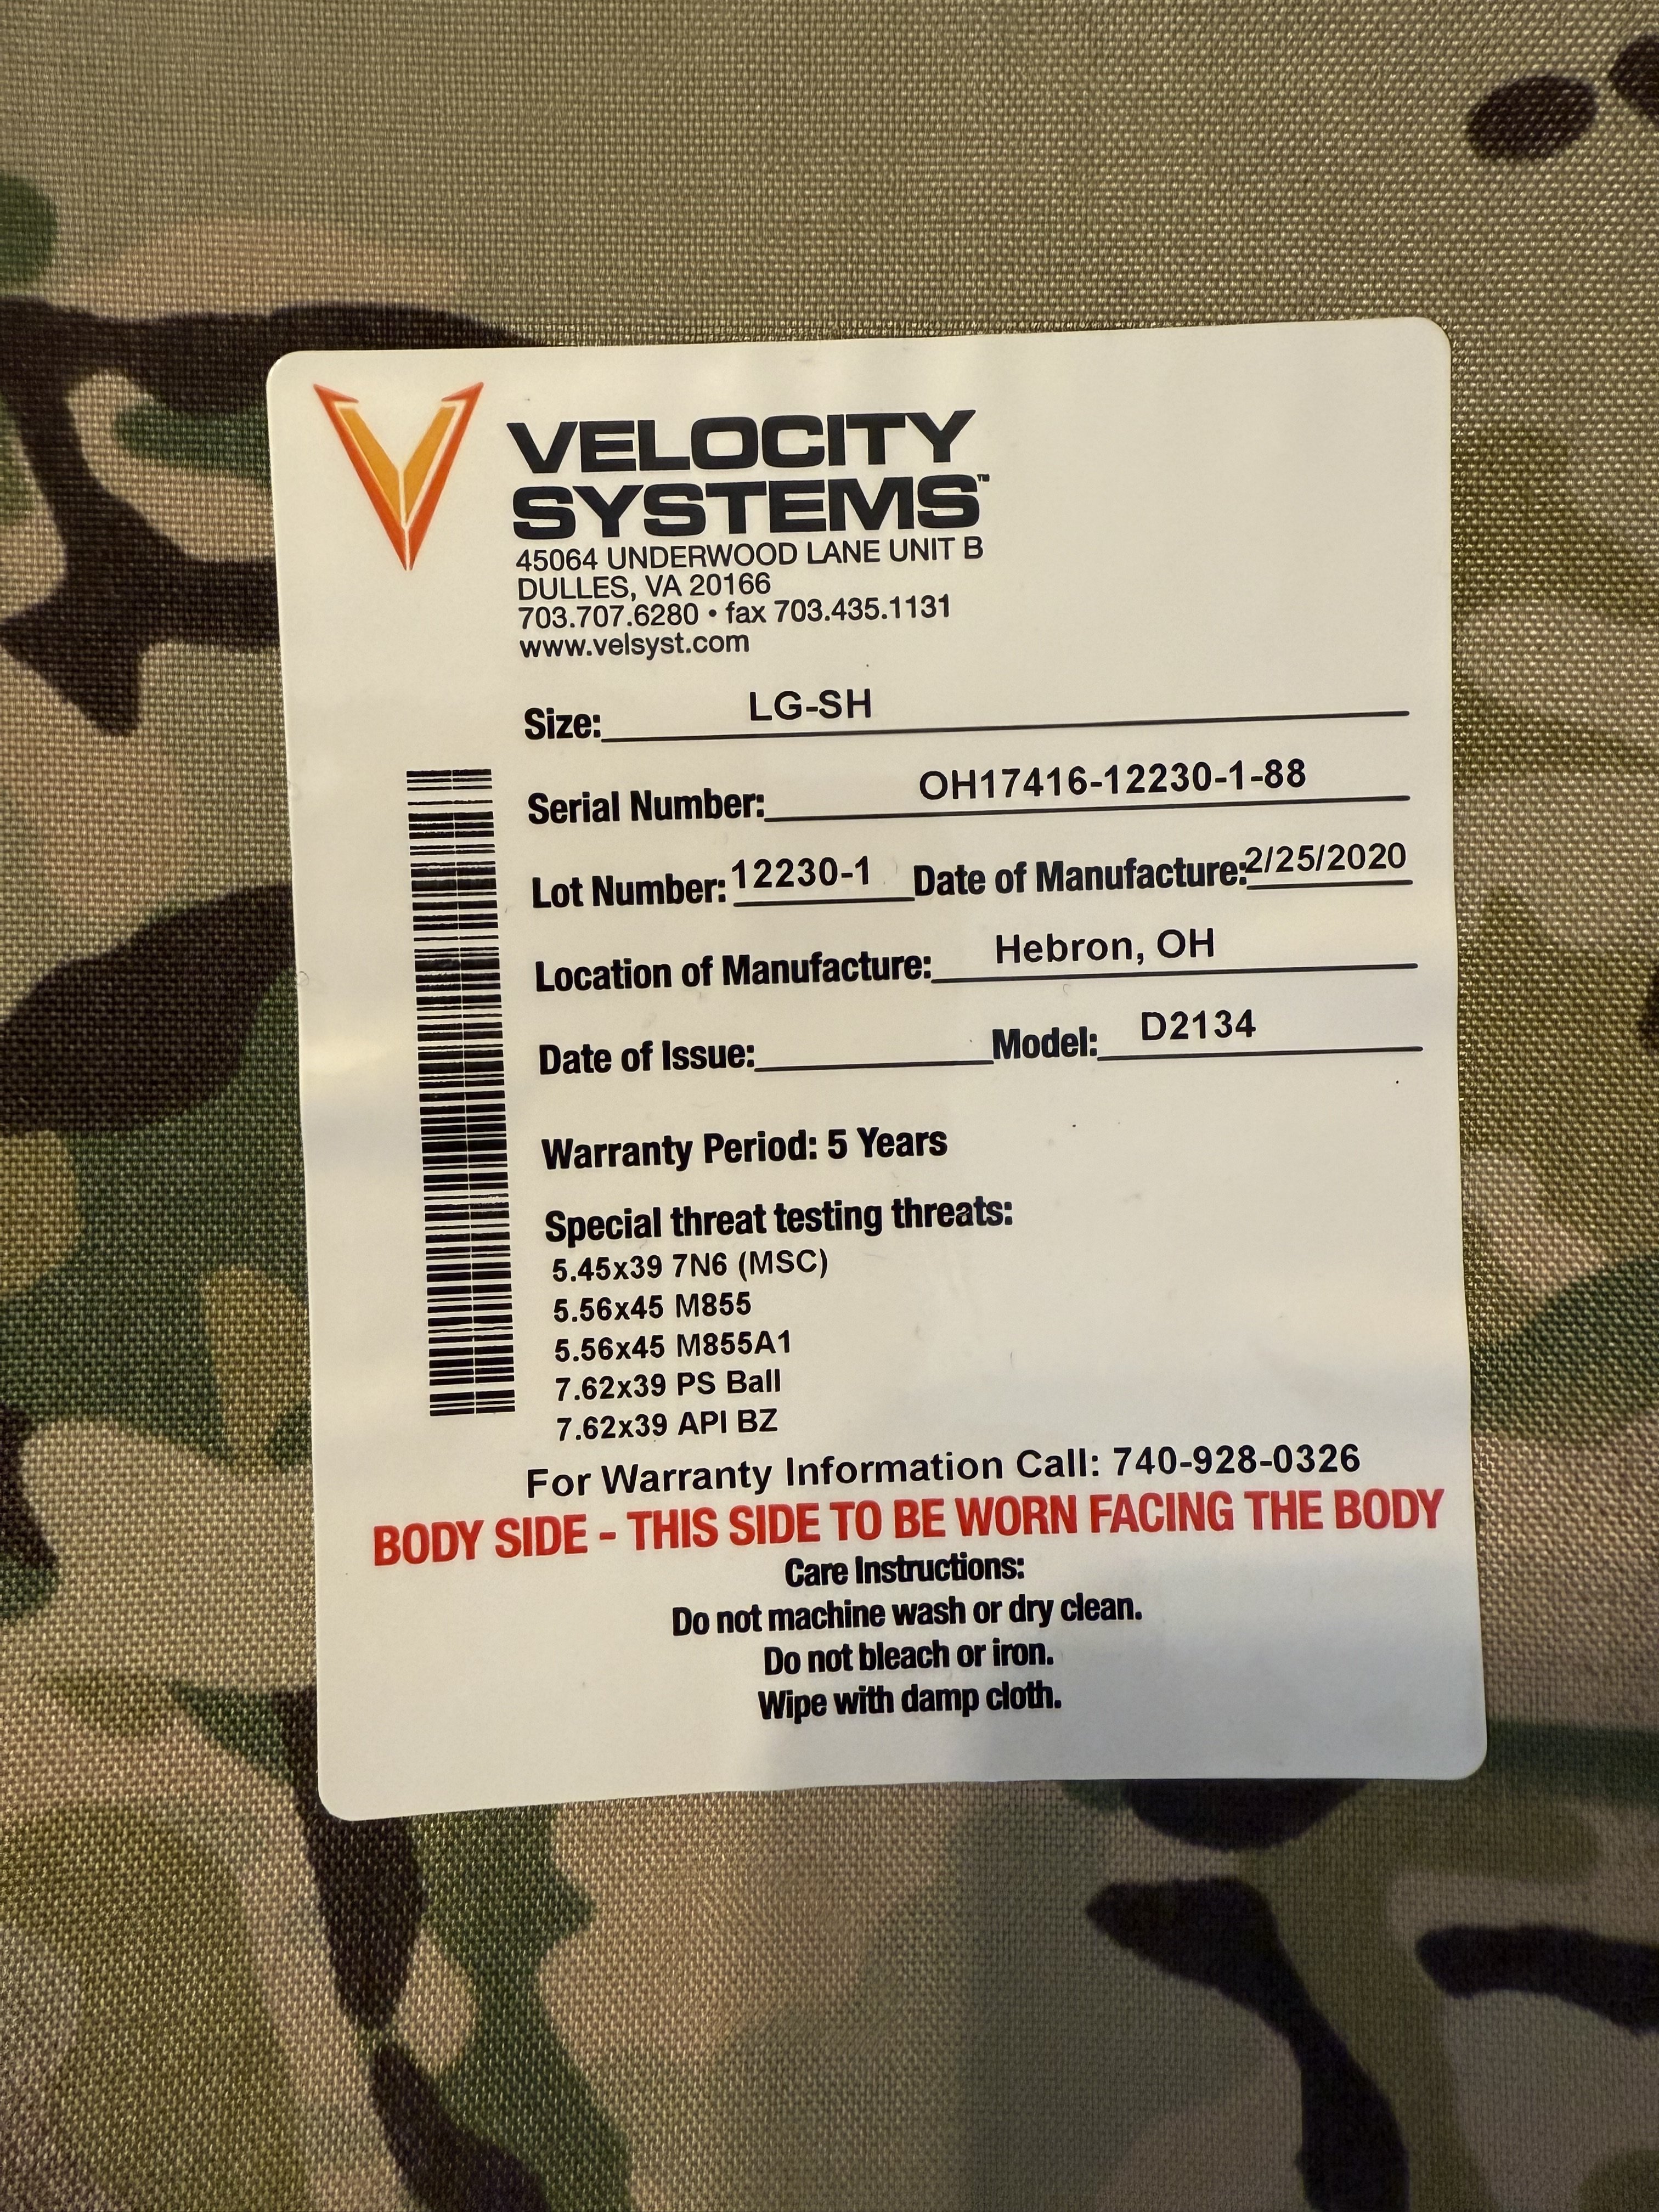 VELOCITY
SYSTEMS™
45064 UNDERWOOD LANE UNIT B
DULLES, VA 20166
703.707.6280 • fax 703.435.1131
www.velsyst.com
Size: LG-SH
Serial Number: OH17416-12230-1-88
Lot Number: 12230-1 Date of Manufacture: 2/25/2020
Location of Manufacture: Hebron, OH
Date of Issue: Model: D2134
Warranty Period: 5 Years
Special threat testing threats:
5.45x39 7N6 (MSC)
5.56x45 M855
5.56x45 M855A1
7.62x39 PS Ball
7.62x39 API BZ
For Warranty Information Call: 740-928-0326
BODY SIDE - THIS SIDE TO BE WORN FACING THE BODY
Care Instructions:
Do not machine wash or dry clean.
Do not bleach or iron.
Wipe with damp cloth.